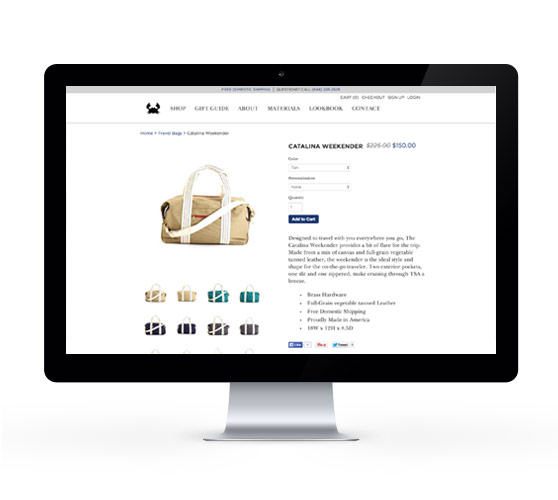 FREE DOMESTIC SHIPPING | QUESTIONS? CALL
CART (0) CHECKOUT SIGN UP LOGIN
SHOP GIFT GUIDE ABOUT MATERIALS LOOKBOOK CONTACT
Home > Travel Bags > Catalina Weekender
CATALINA WEEKENDER $225.00 $150.00
Color
Tan
Personalization
None
Quantity
1
Add to Cart
Designed to travel with you everywhere you go, The
Catalina Weekender provides a bit of flare for the trip.
Made from a mix of canvas and full-grain vegetable
tanned leather, the weekender is the ideal style and
shape for the on-the-go-traveler. Two exterior pockets,
one tile and one zippered, make cruising through TSA a
breeze.
Brass Hardware
Full-Grain vegetable tanned Leather
Free Domestic Shipping
Proudly Made in America
18W x 12H x 8.5D
Like Pin it Tweet